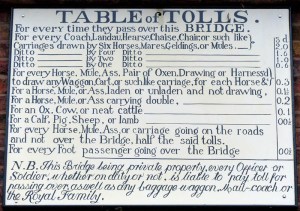 TABLE of TOLLS.
For every time they pass over this BRIDGE.
For every Coach, Landau, Hearse, Chaise, Chair, or such like)
Carriages drawn by Six Horses, Mares, Geldings, or Mules
Ditto by Four Ditto
Ditto by Two Ditto
Ditto by One Ditto
For every Horse, Mule, Ass, Pair of Oxen, Drawing or Harness'd)
to draw any Waggon, Cart, or such like carriage, for each Horse &c)
For a Horse, Mule, or Ass, laden or unladen and not drawing,
For a Horse, Mule, or Ass carrying double,
For an Ox, Cow, or neat cattle
For a Calf, Pig, Sheep, or Lamb
For every Horse, Mule, Ass, or carriage going on the roads
and not over the Bridge, half the said tolls.
For every Foot passenger going over the Bridge
N.B. This Bridge being private property, every Officer or
Soldier, whether on duty or not, is liable to pay toll for
passing over, as well as any baggage waggon, Mail-coach or
the Royal Family.